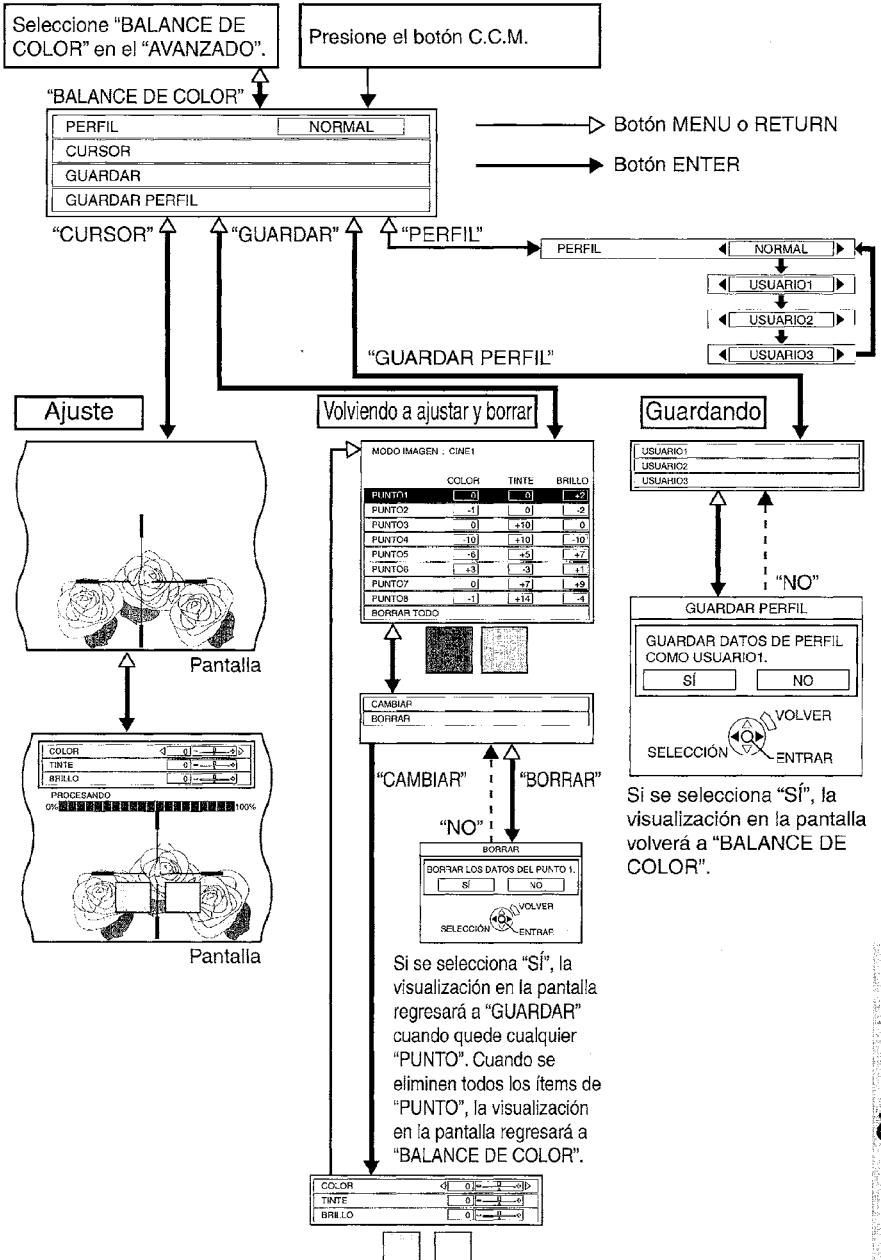 Seleccione “BALANCE DE
COLOR” en el “AVANZADO”.
Presione el botón C.C.M.
“BALANCE DE COLOR”
PERFIL NORMAL
CURSOR
GUARDAR
GUARDAR PERFIL
Botón MENU o RETURN
Botón ENTER
“CURSOR” “GUARDAR” “PERFIL”
PERFIL NORMAL
USUARIO1
USUARIO2
USUARIO3
“GUARDAR PERFIL”
Ajuste
Pantalla
COLOR 0
TINTE 0
BRILLO 0
PROCESANDO
0% 100%
Pantalla
Volviendo a ajustar y borrar
MODO IMAGEN : CINE1
COLOR TINTE BRILLO
PUNTO1 0 0 +2
PUNTO2 -1 0 -2
PUNTO3 0 +10 0
PUNTO4 -10 +10 -10
PUNTO5 -6 +5 +7
PUNTO6 +3 -3 +1
PUNTO7 0 +7 +9
PUNTO8 -1 +14 -4
BORRAR TODO
CAMBIAR
BORRAR
“CAMBIAR” “BORRAR”
“NO”
BORRAR
BORRAR LOS DATOS DEL PUNTO 1.
SÍ NO
VOLVER
SELECCIÓN ENTRAR
Si se selecciona “SÍ”, la
visualización en la pantalla
regresará a “GUARDAR”
cuando quede cualquier
“PUNTO”. Cuando se
eliminen todos los ítems de
“PUNTO”, la visualización
en la pantalla regresará a
“BALANCE DE COLOR”.
COLOR 0
TINTE 0
BRILLO 0
Guardando
USUARIO1
USUARIO2
USUARIO3
“NO”
GUARDAR PERFIL
GUARDAR DATOS DE PERFIL
COMO USUARIO1.
SÍ NO
VOLVER
SELECCIÓN ENTRAR
Si se selecciona “SÍ”, la
visualización en la pantalla
volverá a “BALANCE DE
COLOR”.